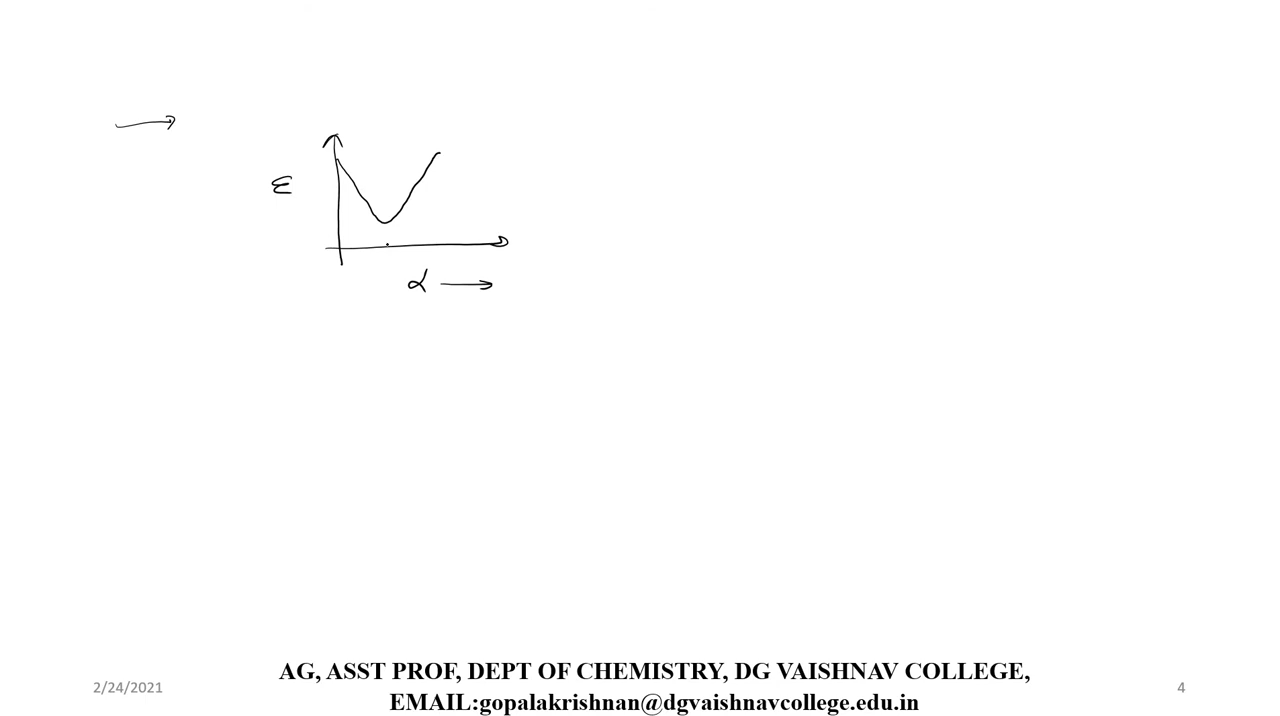 ε
α
AG, ASST PROF, DEPT OF CHEMISTRY, DG VAISHNAV COLLEGE,
EMAIL:gopalakrishnan@dgvaishnavcollege.edu.in
2/24/2021
4